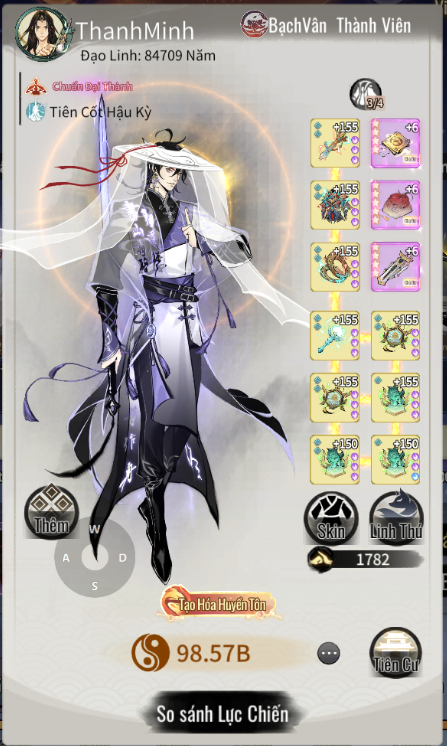 ThanhMinh
BạchVân Thành Viên
Đạo Linh: 84709 Năm
Chuẩn Đại Thánh
Tiên Cốt Hậu Kỳ
3/4
+155 +6
+155 +6
+155 +6
+155 +155
+155 +155
+150 +150
Thêm
W
A D
S
Skin
Linh Thú
1782
Tạo Hóa Huyền Tôn
98.57B
Tiên Cư
So sánh Lực Chiến